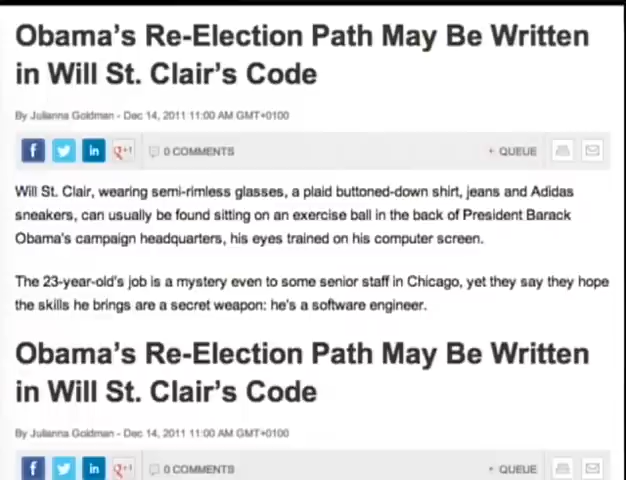 Obama's Re-Election Path May Be Written
in Will St. Clair's Code
By Julianna Goldman - Dec 14, 2011 11:00 AM GMT+0100
f in g+1 0 COMMENTS + QUEUE
Will St. Clair, wearing semi-rimless glasses, a plaid buttoned-down shirt, jeans and Adidas
sneakers, can usually be found sitting on an exercise ball in the back of President Barack
Obama's campaign headquarters, his eyes trained on his computer screen.
The 23-year-old's job is a mystery even to some senior staff in Chicago, yet they say they hope
the skills he brings are a secret weapon: he's a software engineer.
Obama's Re-Election Path May Be Written
in Will St. Clair's Code
By Julianna Goldman - Dec 14, 2011 11:00 AM GMT+0100
f in g+1 0 COMMENTS + QUEUE